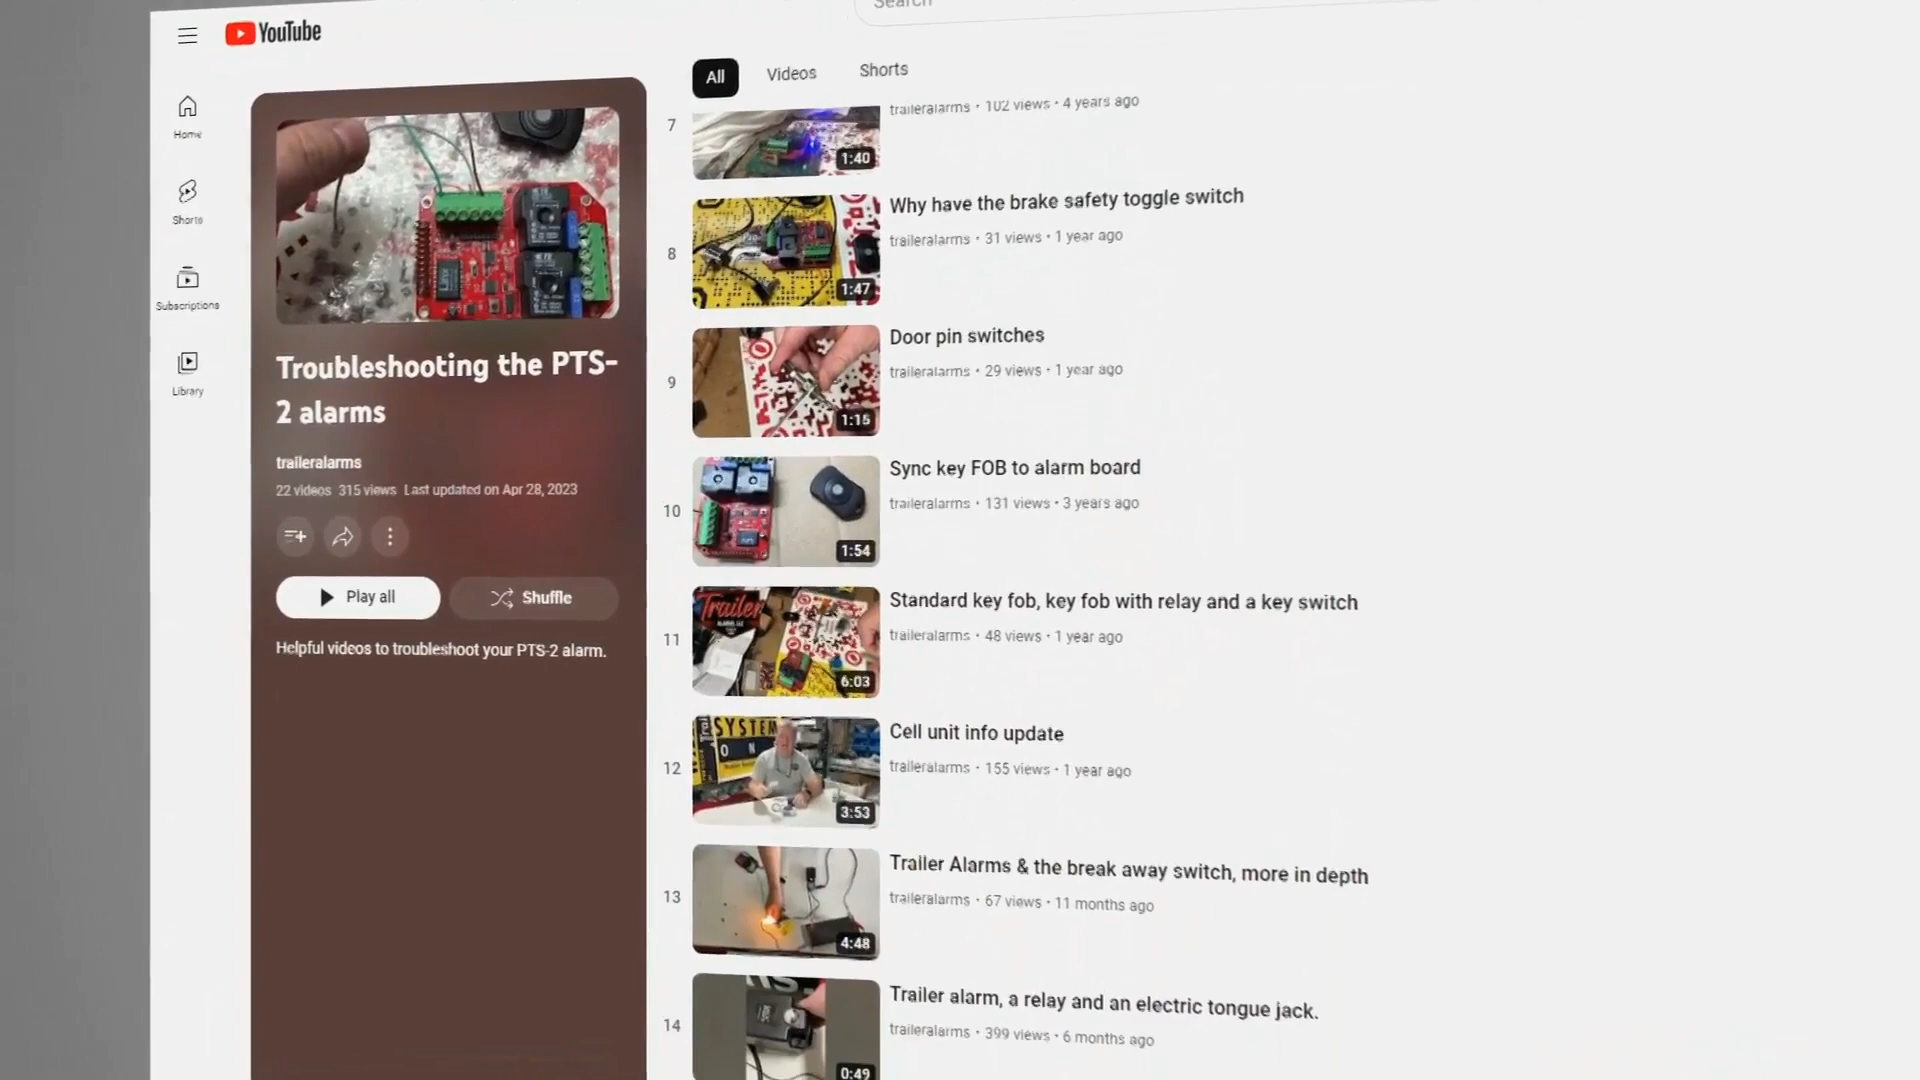 YouTube
Search
Home
Shorts
Subscriptions
Library
Troubleshooting the PTS-
2 alarms
traileralarms
22 videos 315 views Last updated on Apr 28, 2023
Play all
Shuffle
Helpful videos to troubleshoot your PTS-2 alarm.
All
Videos
Shorts
7
1:40
traileralarms • 102 views • 4 years ago
8
1:47
Why have the brake safety toggle switch
traileralarms • 31 views • 1 year ago
9
1:15
Door pin switches
traileralarms • 29 views • 1 year ago
10
1:54
Sync key FOB to alarm board
traileralarms • 131 views • 3 years ago
11
Trailer
6:03
Standard key fob, key fob with relay and a key switch
traileralarms • 48 views • 1 year ago
12
SYSTEM
3:53
Cell unit info update
traileralarms • 155 views • 1 year ago
13
4:48
Trailer Alarms & the break away switch, more in depth
traileralarms • 67 views • 11 months ago
14
0:49
Trailer alarm, a relay and an electric tongue jack.
traileralarms • 399 views • 6 months ago